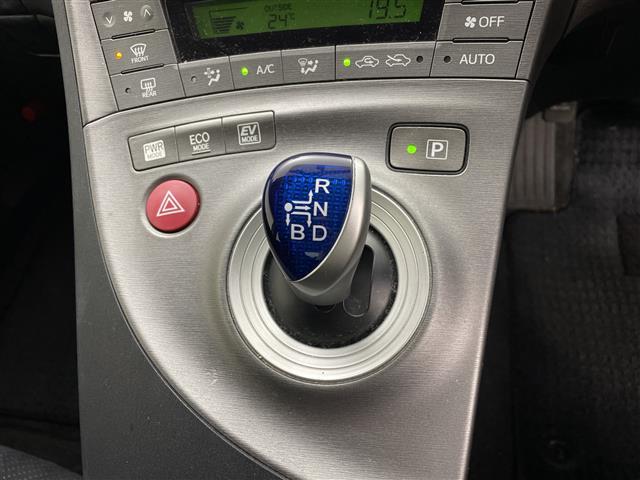 OUTSIDE
24°C 19.5
OFF
FRONT
A/C
AUTO
REAR
PWR MODE
ECO MODE
EV MODE
P
R
N
B D